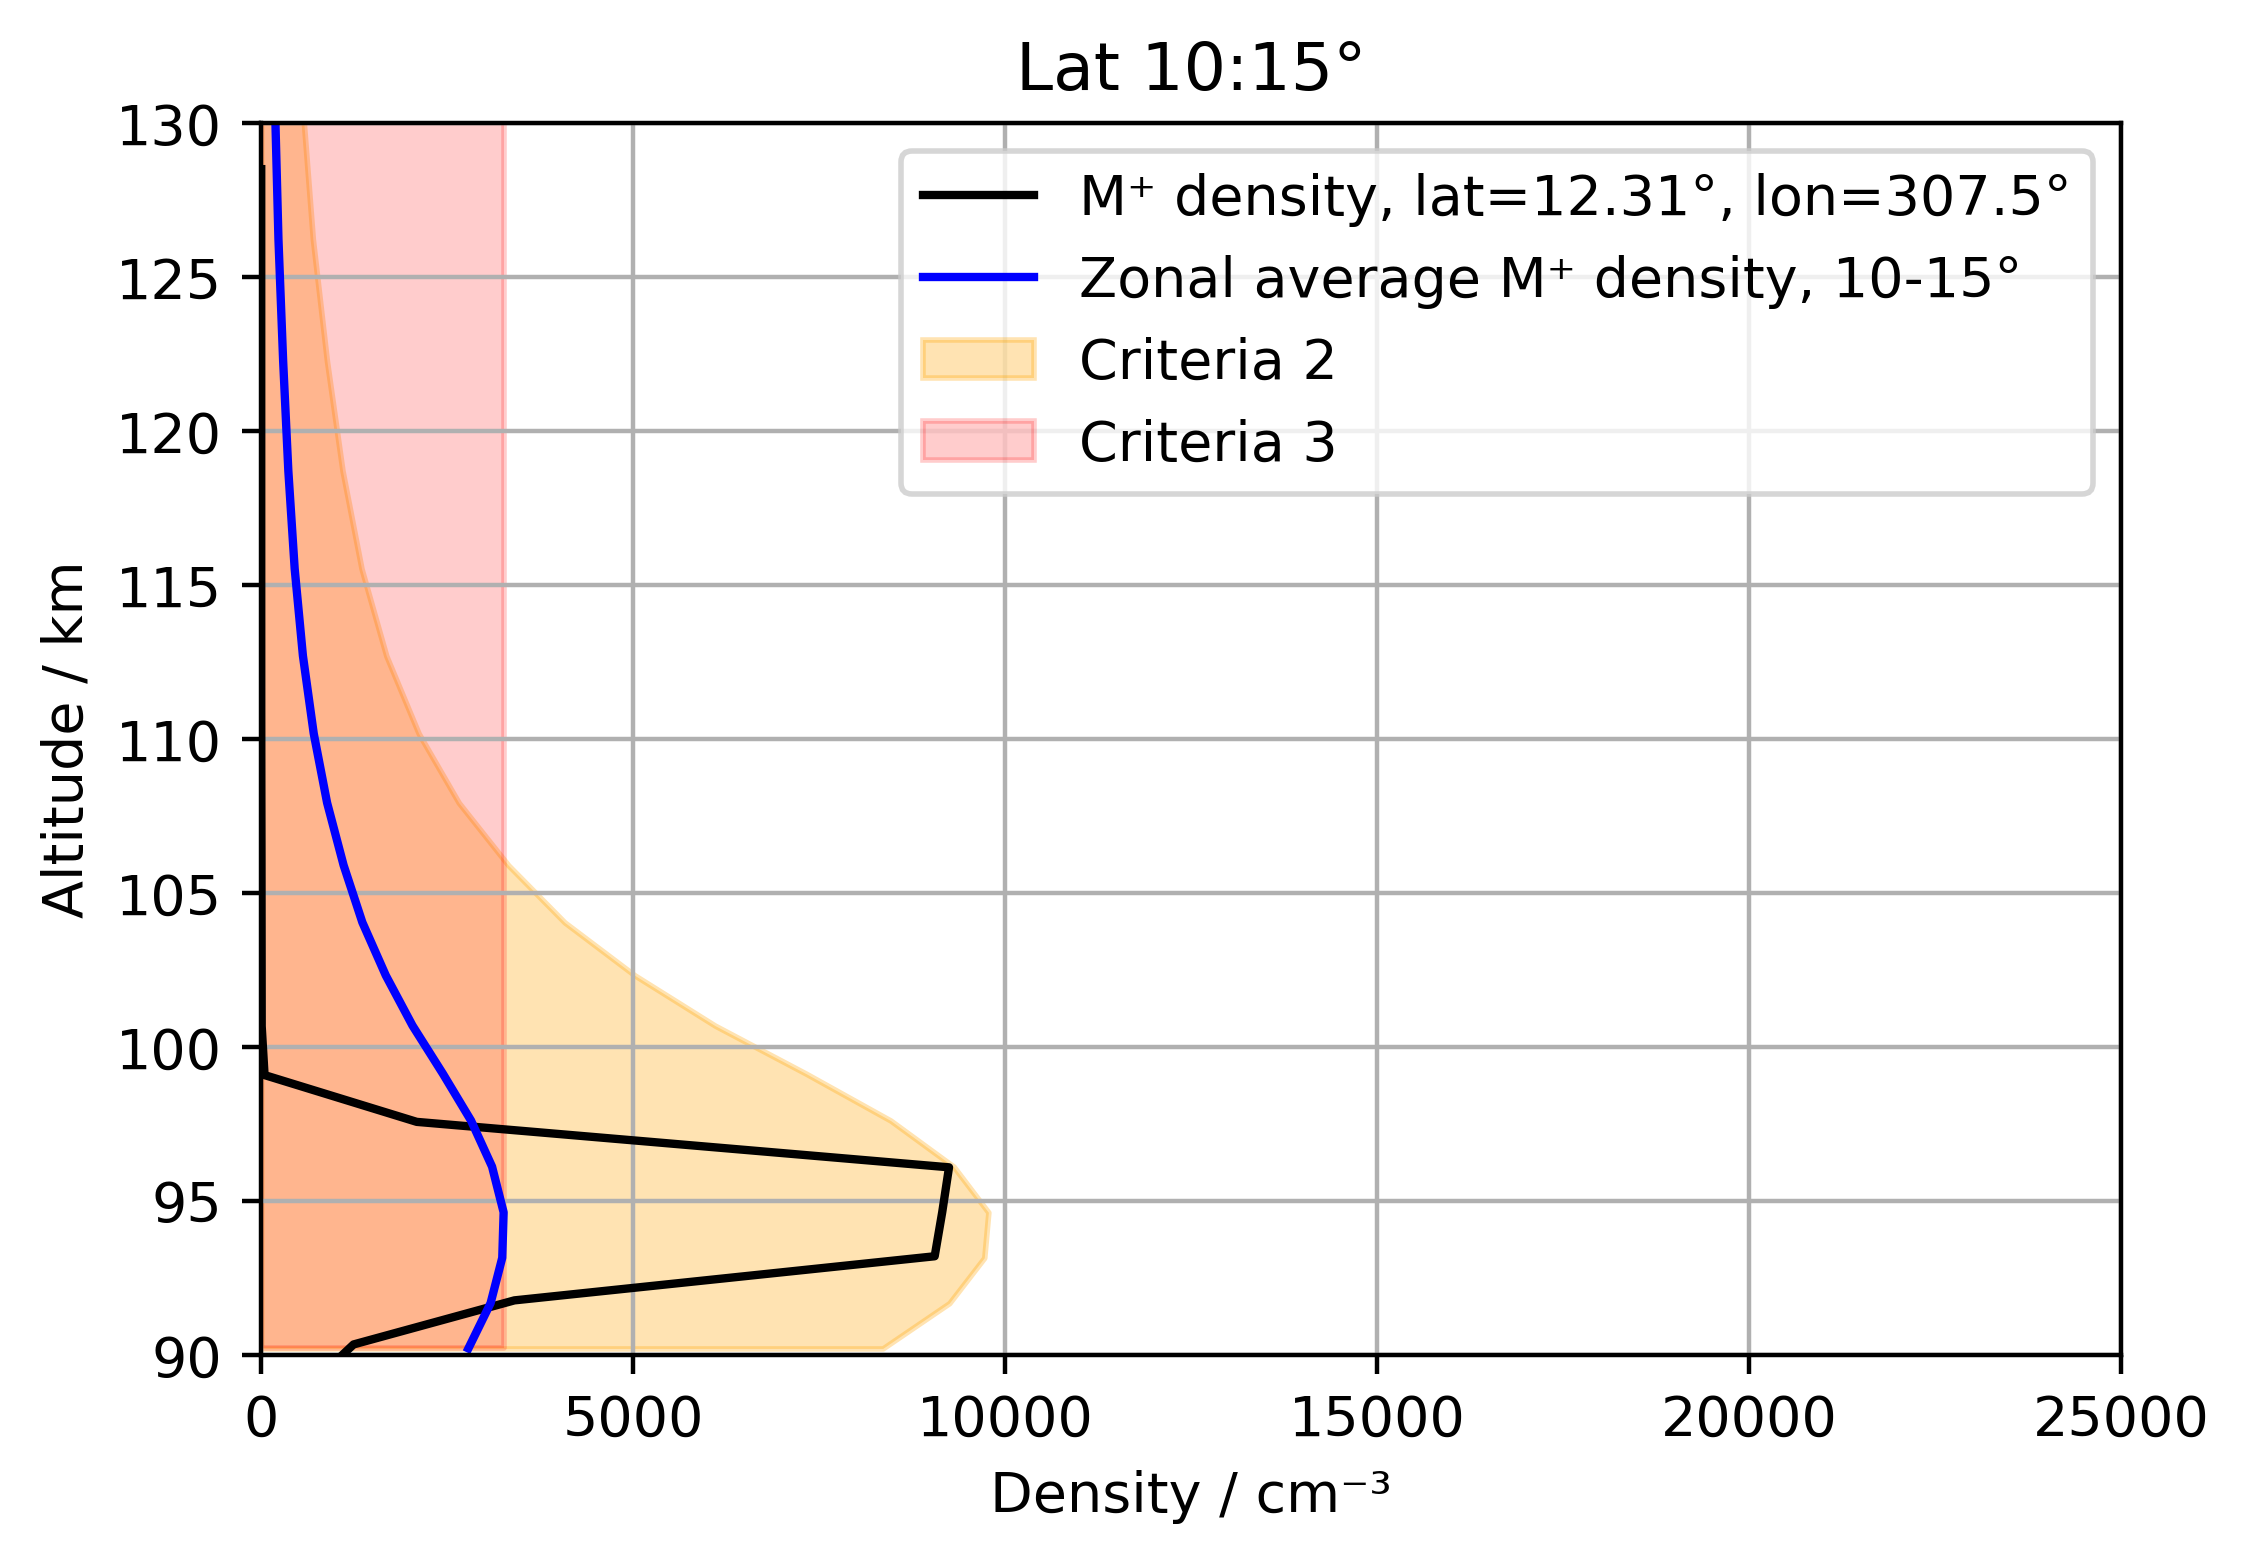 Lat 10:15°
M⁺ density, lat=12.31°, lon=307.5°
Zonal average M⁺ density, 10-15°
Criteria 2
Criteria 3
130
125
120
115
110
105
100
95
90
Altitude / km
0 5000 10000 15000 20000 25000
Density / cm⁻³